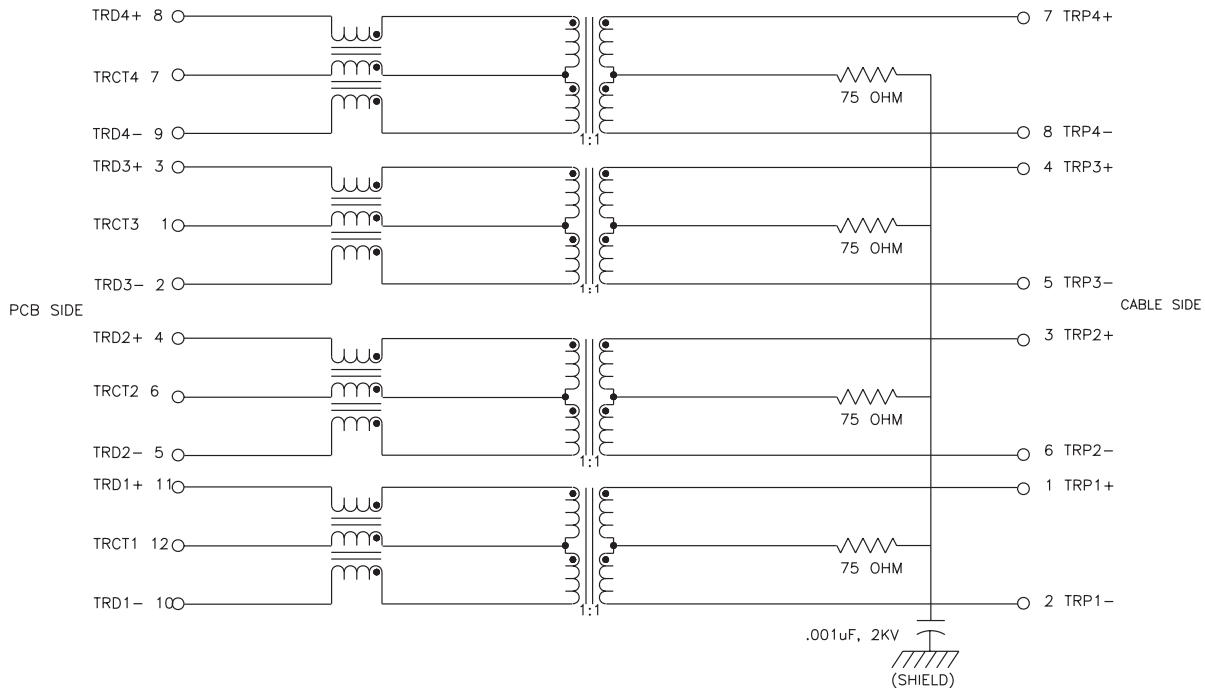 TRD4+ 8
7 TRP4+
TRCT4 7
75 OHM
TRD4- 9
8 TRP4-
1:1
TRD3+ 3
4 TRP3+
TRCT3 1
75 OHM
TRD3- 2
5 TRP3-
1:1
PCB SIDE
CABLE SIDE
TRD2+ 4
3 TRP2+
TRCT2 6
75 OHM
TRD2- 5
6 TRP2-
1:1
TRD1+ 11
1 TRP1+
TRCT1 12
75 OHM
TRD1- 10
2 TRP1-
1:1
.001uF, 2KV
(SHIELD)